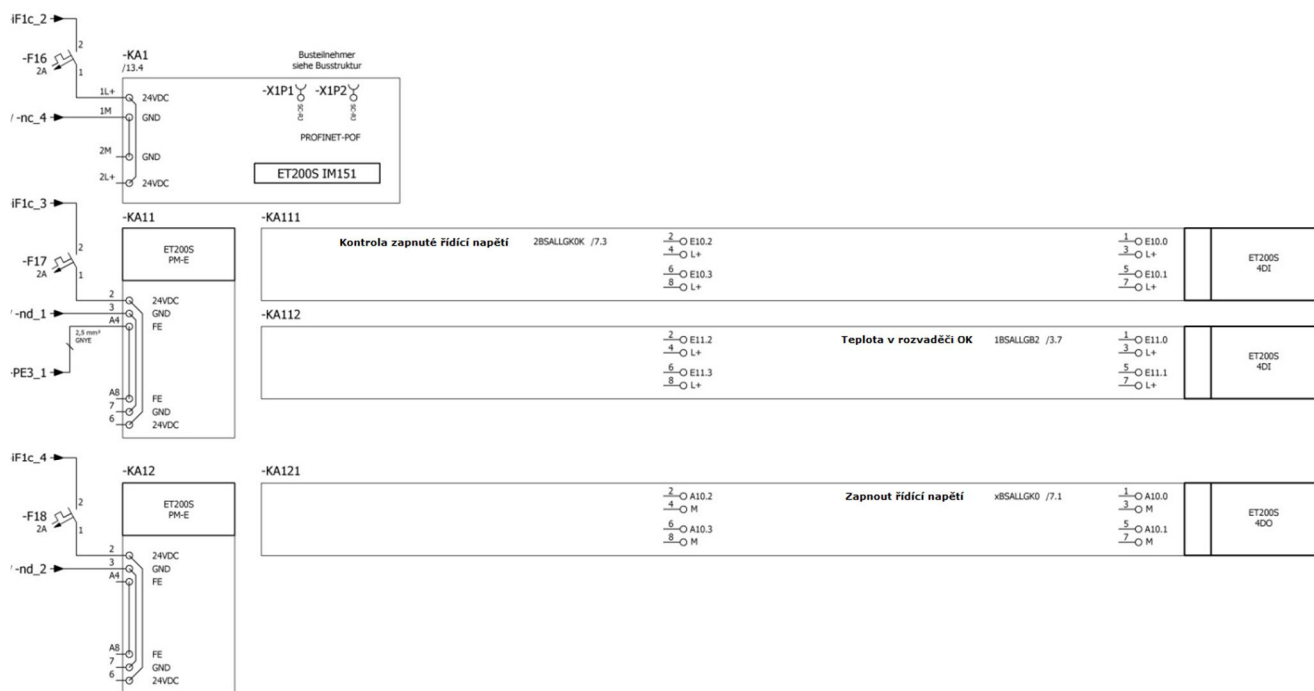 iF1c_2
2
-F16
2A
1
-KA1
/13.4
Busteilnehmer
siehe Busstruktur
-X1P1 -X1P2
SC-RJ SC-RJ
PROFINET-POF
1L+ 24VDC
/ -nc_4 1M GND
2M GND
2L+ 24VDC
ET200S IM151
iF1c_3
2
-F17
2A
1
-KA11
ET200S
PM-E
2 24VDC
/ -nd_1 3 GND
A4 FE
2,5 mm²
GNYE
-PE3_1
A8 FE
7 GND
6 24VDC
-KA111
Kontrola zapnuté řídící napětí 2BSALLGK0K /7.3
2 E10.2
4 L+
6 E10.3
8 L+
1 E10.0
3 L+
5 E10.1
7 L+
ET200S
4DI
-KA112
2 E11.2
4 L+
6 E11.3
8 L+
Teplota v rozvaděči OK 1BSALLGB2 /3.7
1 E11.0
3 L+
5 E11.1
7 L+
ET200S
4DI
iF1c_4
2
-F18
2A
1
-KA12
ET200S
PM-E
2 24VDC
/ -nd_2 3 GND
A4 FE
A8 FE
7 GND
6 24VDC
-KA121
2 A10.2
4 M
6 A10.3
8 M
Zapnout řídící napětí xBSALLGK0 /7.1
1 A10.0
3 M
5 A10.1
7 M
ET200S
4DO